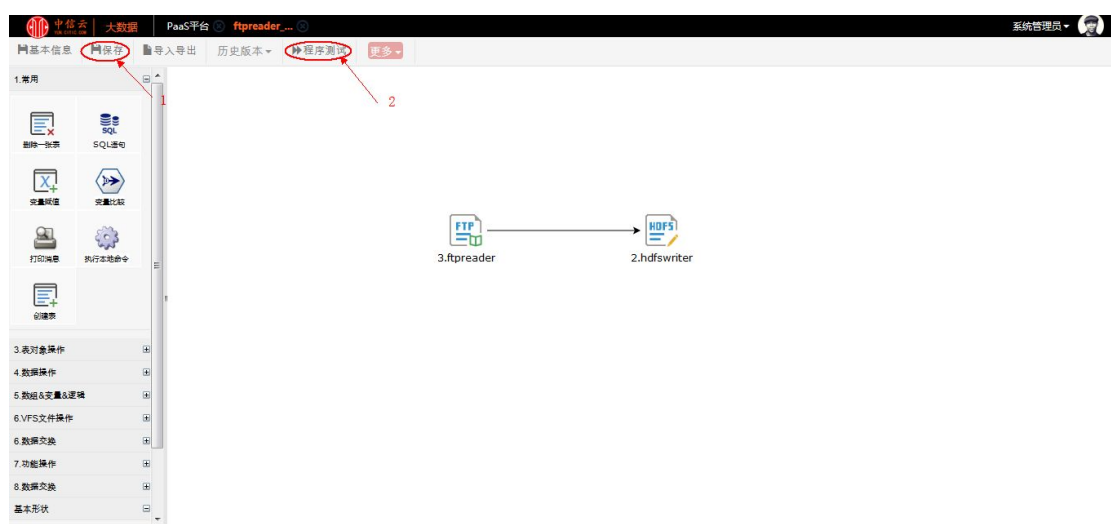 中信云 大数据 PaaS平台 ftpreader_... 系统管理员
YUN.CITIC.COM
基本信息 保存 导入导出 历史版本 程序测试 更多
1.常用
1
2
SQL
删除一张表 SQL语句
变量赋值 变量比较
打印消息 执行本地命令
创建表
FTP HDFS
3.ftpreader 2.hdfswriter
3.表对象操作
4.数据操作
5.数组&变量&逻辑
6.VFS文件操作
6.数据交换
7.功能操作
8.数据交换
基本形状